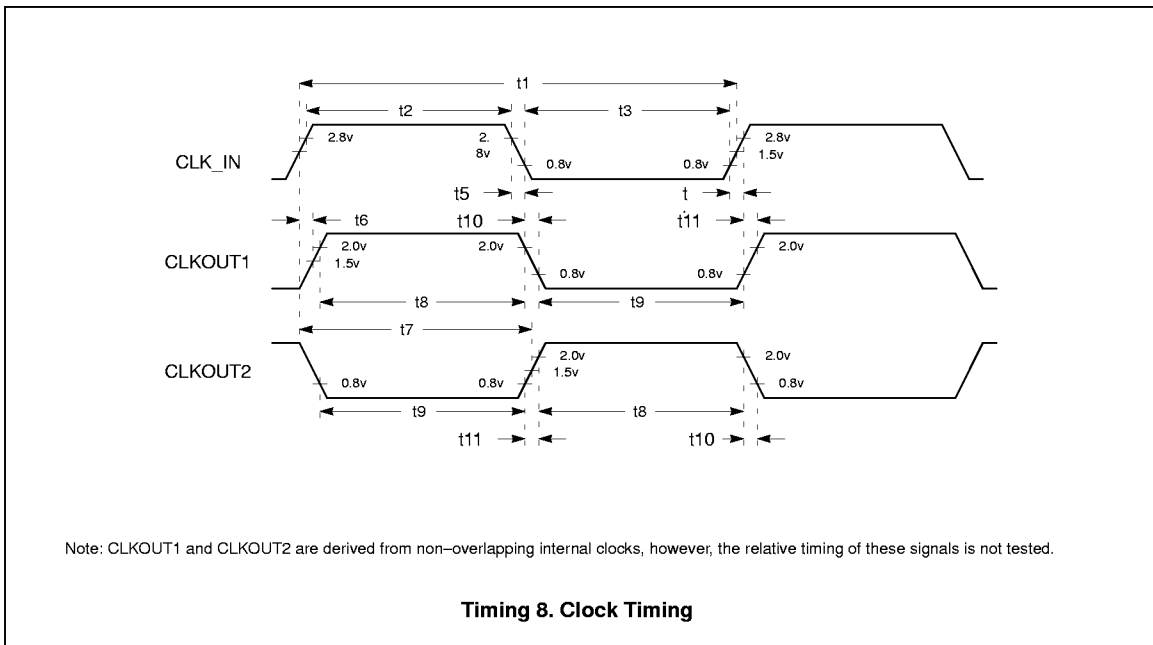 t1
t2
t3
CLK_IN
2.8v
2.
8v
0.8v
0.8v
2.8v
1.5v
t5
t
t6
t10
t11
CLKOUT1
2.0v
1.5v
2.0v
0.8v
0.8v
2.0v
t8
t9
t7
CLKOUT2
0.8v
0.8v
2.0v
1.5v
2.0v
0.8v
t9
t8
t11
t10
Note: CLKOUT1 and CLKOUT2 are derived from non–overlapping internal clocks, however, the relative timing of these signals is not tested.
Timing 8. Clock Timing